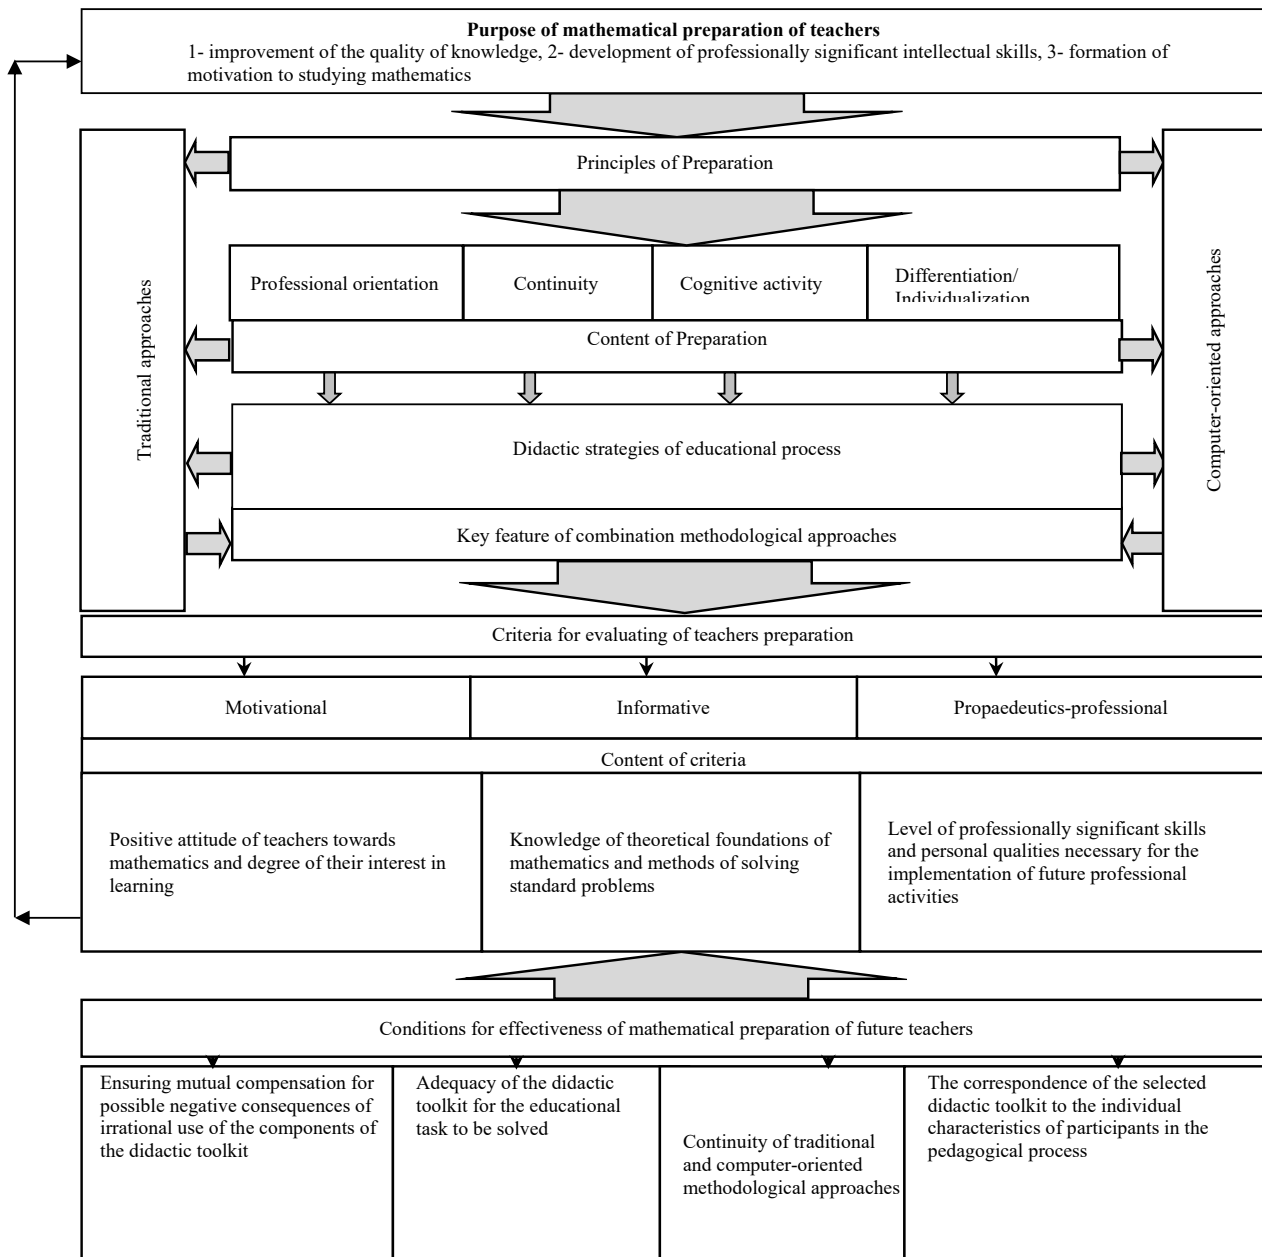 Purpose of mathematical preparation of teachers
1- improvement of the quality of knowledge, 2- development of professionally significant intellectual skills, 3- formation of
motivation to studying mathematics
Principles of Preparation
Traditional approaches
Computer-oriented approaches
Professional orientation
Continuity
Cognitive activity
Differentiation/
Individualization
Content of Preparation
Didactic strategies of educational process
Key feature of combination methodological approaches
Criteria for evaluating of teachers preparation
Motivational
Informative
Propaedeutics-professional
Content of criteria
Positive attitude of teachers towards
mathematics and degree of their interest in
learning
Knowledge of theoretical foundations of
mathematics and methods of solving
standard problems
Level of professionally significant skills
and personal qualities necessary for the
implementation of future professional
activities
Conditions for effectiveness of mathematical preparation of future teachers
Ensuring mutual compensation for
possible negative consequences of
irrational use of the components of
the didactic toolkit
Adequacy of the didactic
toolkit for the educational
task to be solved
Continuity of traditional
and computer-oriented
methodological approaches
The correspondence of the selected
didactic toolkit to the individual
characteristics of participants in the
pedagogical process